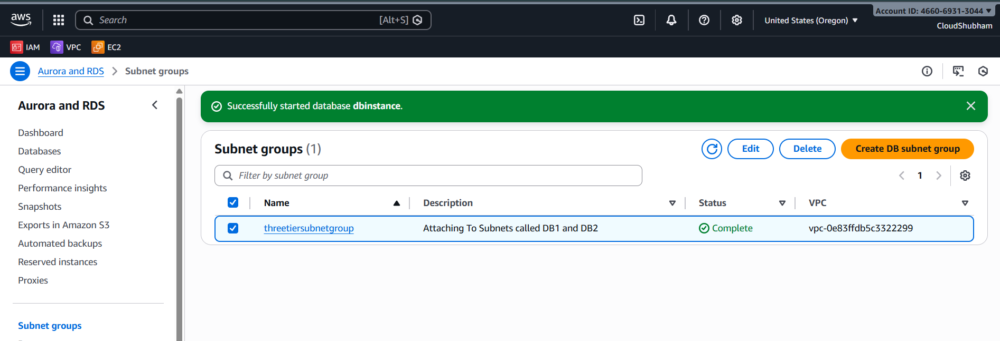 aws
Search
[Alt+S]
United States (Oregon)
Account ID: 4660-6931-3044
CloudShubham
IAM
VPC
EC2
Aurora and RDS
Subnet groups
Aurora and RDS
Dashboard
Databases
Query editor
Performance insights
Snapshots
Exports in Amazon S3
Automated backups
Reserved instances
Proxies
Subnet groups
Successfully started database dbinstance.
Subnet groups (1)
Edit
Delete
Create DB subnet group
Filter by subnet group
1
Name
Description
Status
VPC
threetiersubnetgroup
Attaching To Subnets called DB1 and DB2
Complete
vpc-0e83ffdb5c3322299